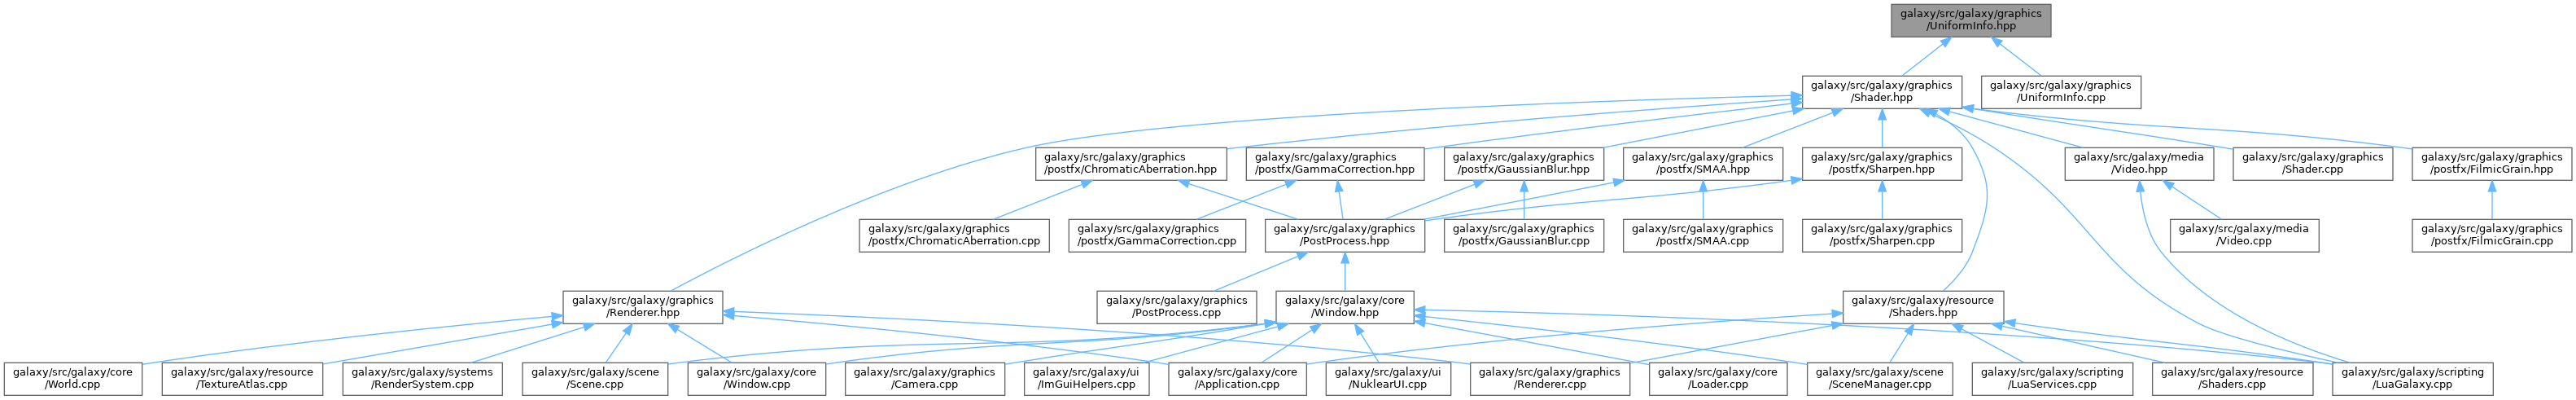 galaxy/src/galaxy/graphics
/UniformInfo.hpp
galaxy/src/galaxy/graphics
/Shader.hpp
galaxy/src/galaxy/graphics
/UniformInfo.cpp
galaxy/src/galaxy/graphics
/postfx/ChromaticAberration.hpp
galaxy/src/galaxy/graphics
/postfx/GammaCorrection.hpp
galaxy/src/galaxy/graphics
/postfx/GaussianBlur.hpp
galaxy/src/galaxy/graphics
/postfx/SMAA.hpp
galaxy/src/galaxy/graphics
/postfx/Sharpen.hpp
galaxy/src/galaxy/media
/Video.hpp
galaxy/src/galaxy/graphics
/Shader.cpp
galaxy/src/galaxy/graphics
/postfx/FilmicGrain.hpp
galaxy/src/galaxy/graphics
/postfx/ChromaticAberration.cpp
galaxy/src/galaxy/graphics
/postfx/GammaCorrection.cpp
galaxy/src/galaxy/graphics
/PostProcess.hpp
galaxy/src/galaxy/graphics
/postfx/GaussianBlur.cpp
galaxy/src/galaxy/graphics
/postfx/SMAA.cpp
galaxy/src/galaxy/graphics
/postfx/Sharpen.cpp
galaxy/src/galaxy/media
/Video.cpp
galaxy/src/galaxy/graphics
/postfx/FilmicGrain.cpp
galaxy/src/galaxy/graphics
/Renderer.hpp
galaxy/src/galaxy/graphics
/PostProcess.cpp
galaxy/src/galaxy/core
/Window.hpp
galaxy/src/galaxy/resource
/Shaders.hpp
galaxy/src/galaxy/core
/World.cpp
galaxy/src/galaxy/resource
/TextureAtlas.cpp
galaxy/src/galaxy/systems
/RenderSystem.cpp
galaxy/src/galaxy/scene
/Scene.cpp
galaxy/src/galaxy/core
/Window.cpp
galaxy/src/galaxy/graphics
/Camera.cpp
galaxy/src/galaxy/ui
/ImGuiHelpers.cpp
galaxy/src/galaxy/core
/Application.cpp
galaxy/src/galaxy/ui
/NuklearUI.cpp
galaxy/src/galaxy/graphics
/Renderer.cpp
galaxy/src/galaxy/core
/Loader.cpp
galaxy/src/galaxy/scene
/SceneManager.cpp
galaxy/src/galaxy/scripting
/LuaServices.cpp
galaxy/src/galaxy/resource
/Shaders.cpp
galaxy/src/galaxy/scripting
/LuaGalaxy.cpp